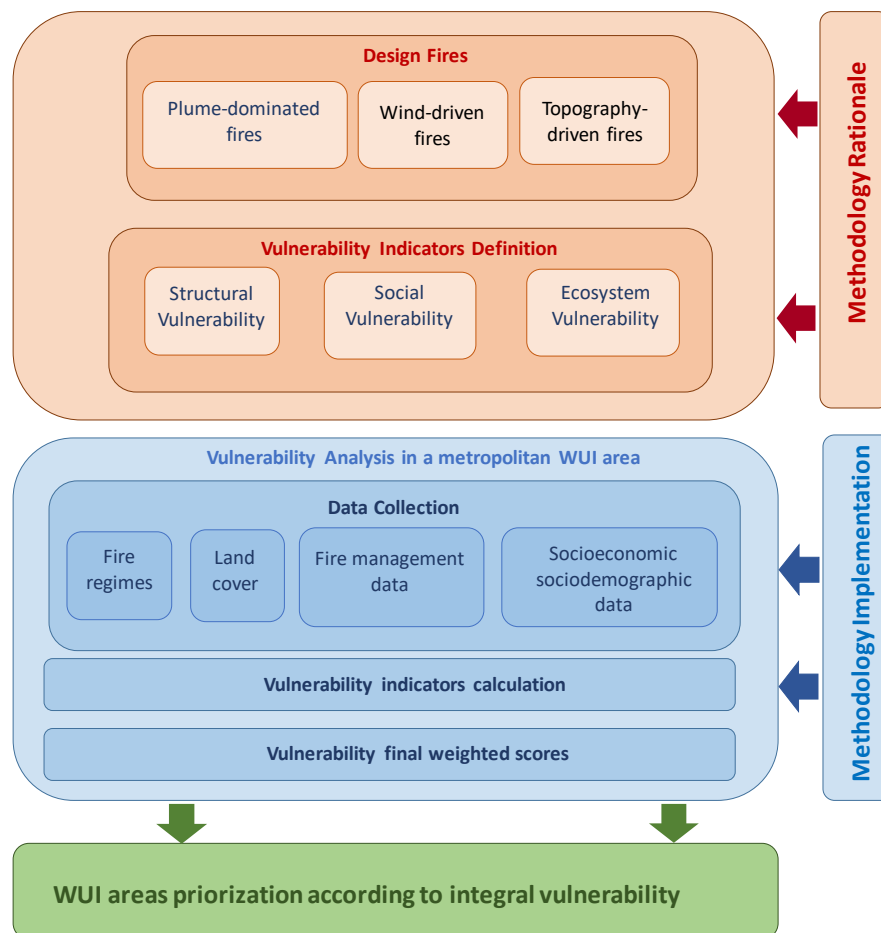 Design Fires
Plume-dominated
fires
Wind-driven
fires
Topography-
driven fires
Vulnerability Indicators Definition
Structural
Vulnerability
Social
Vulnerability
Ecosystem
Vulnerability
Methodology Rationale
Vulnerability Analysis in a metropolitan WUI area
Data Collection
Fire
regimes
Land
cover
Fire management
data
Socioeconomic
sociodemographic
data
Vulnerability indicators calculation
Vulnerability final weighted scores
Methodology Implementation
WUI areas priorization according to integral vulnerability